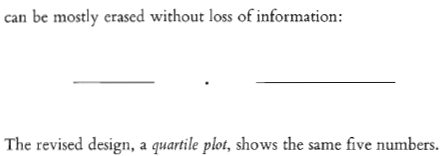 can be mostly erased without loss of information:
The revised design, a quartile plot, shows the same five numbers.